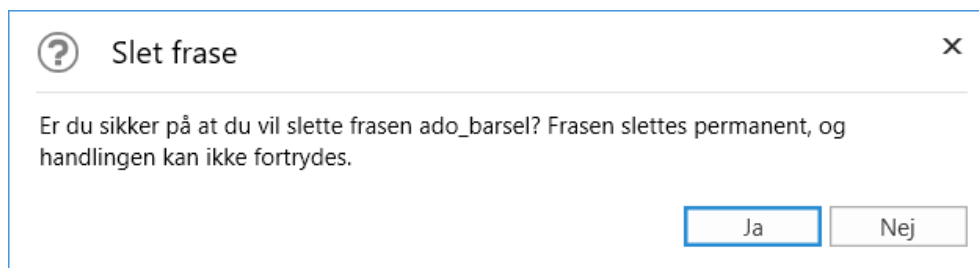 Slet frase
Er du sikker på at du vil slette frasen ado_barsel? Frasen slettes permanent, og
handlingen kan ikke fortrydes.
Ja
Nej